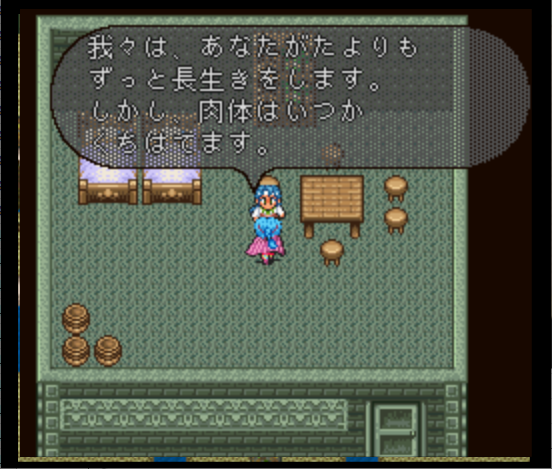 我々は、あなたがたよりも
ずっと長生きをします。
しかし、肉体はいつか
くちはてます。